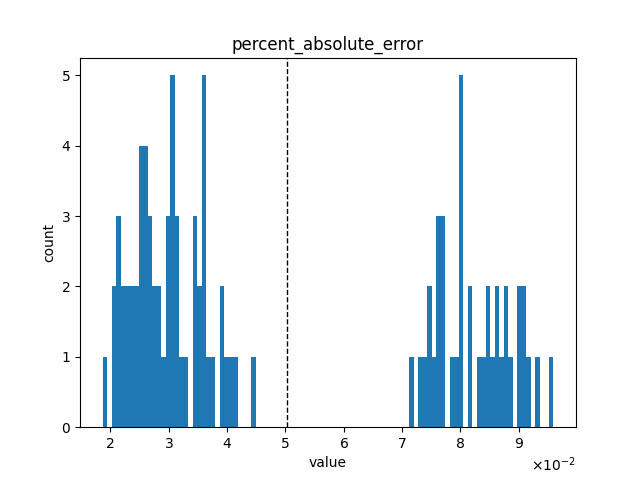 percent_absolute_error
5
4
3
2
1
0
count
2 3 4 5 6 7 8 9
value
×10⁻²